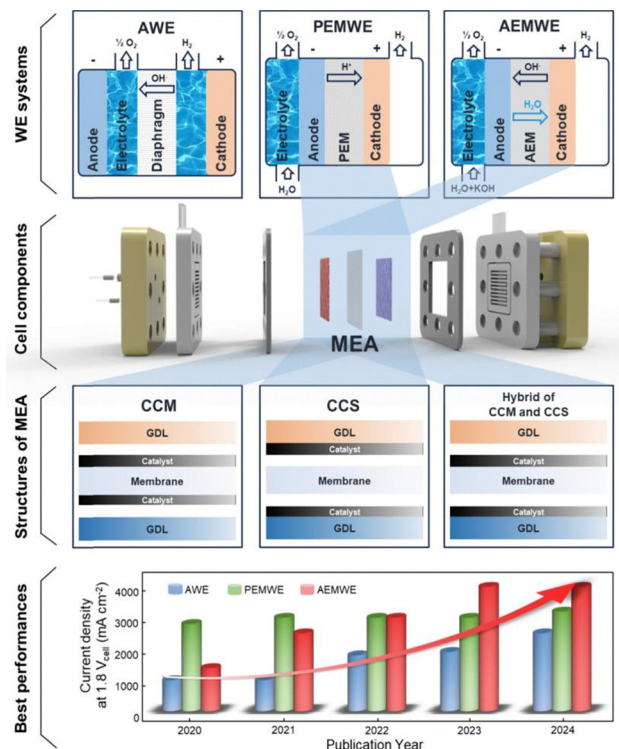 WE systems
AWE
½ O₂
H₂
-
+
OH⁻
Anode
Electrolyte
Diaphragm
Cathode
PEMWE
½ O₂
-
+
H₂
H⁺
Electrolyte
Anode
PEM
Cathode
H₂O
AEMWE
½ O₂
-
+
H₂
OH⁻
H₂O
Electrolyte
Anode
AEM
Cathode
H₂O+KOH
Cell components
MEA
Structures of MEA
CCM
GDL
Catalyst
Membrane
Catalyst
GDL
CCS
GDL
Catalyst
Membrane
Catalyst
GDL
Hybrid of
CCM and CCS
GDL
Catalyst
Membrane
Catalyst
GDL
Best performances
Current density
at 1.8 Vcell (mA cm⁻²)
4000
3000
2000
1000
0
AWE
PEMWE
AEMWE
2020
2021
2022
2023
2024
Publication Year